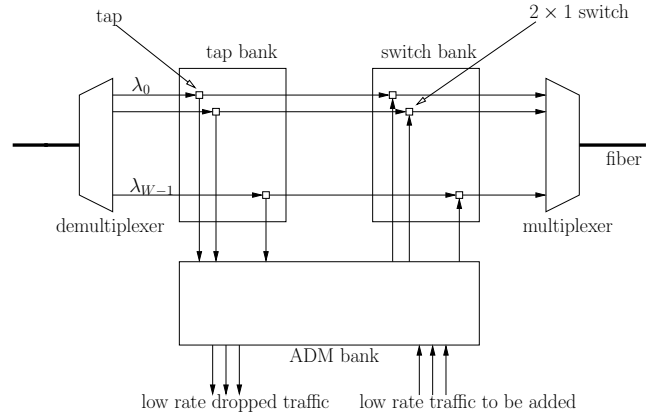 tap
2 × 1 switch
tap bank
switch bank
λ0
λW−1
fiber
demultiplexer
multiplexer
ADM bank
low rate dropped traffic
low rate traffic to be added